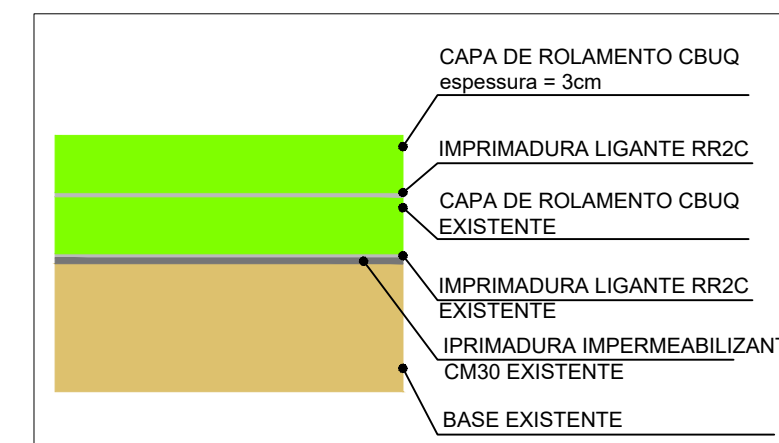 CAPA DE ROLAMENTO CBUQ
espessura = 3cm
IMPRIMADURA LIGANTE RR2C
CAPA DE ROLAMENTO CBUQ
EXISTENTE
IMPRIMADURA LIGANTE RR2C
EXISTENTE
IPRIMADURA IMPERMEABILIZANT
CM30 EXISTENTE
BASE EXISTENTE